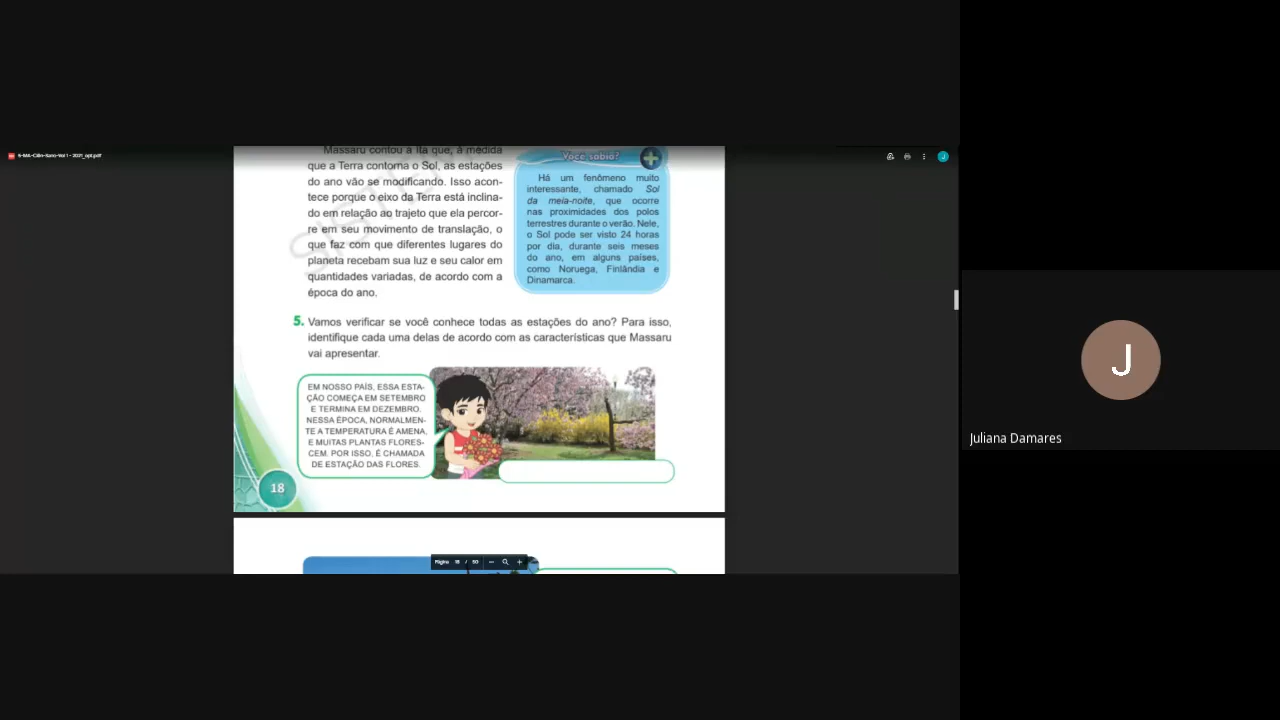 Massaru contou a Ita que, à medida
que a Terra contorna o Sol, as estações
do ano vão se modificando. Isso acon-
tece porque o eixo da Terra está inclina-
do em relação ao trajeto que ela percor-
re em seu movimento de translação, o
que faz com que diferentes lugares do
planeta recebam sua luz e seu calor em
quantidades variadas, de acordo com a
época do ano.
Você sabia?
Há um fenômeno muito
interessante, chamado Sol
da meia-noite, que ocorre
nas proximidades dos polos
terrestres durante o verão. Nele,
o Sol pode ser visto 24 horas
por dia, durante seis meses
do ano, em alguns países,
como Noruega, Finlândia e
Dinamarca.
5. Vamos verificar se você conhece todas as estações do ano? Para isso,
identifique cada uma delas de acordo com as características que Massaru
vai apresentar.
EM NOSSO PAÍS, ESSA ESTA-
ÇÃO COMEÇA EM SETEMBRO
E TERMINA EM DEZEMBRO.
NESSA ÉPOCA, NORMALMEN-
TE A TEMPERATURA É AMENA,
E MUITAS PLANTAS FLORES-
CEM. POR ISSO, É CHAMADA
DE ESTAÇÃO DAS FLORES.
18
Página 18 / 50
J
Juliana Damares